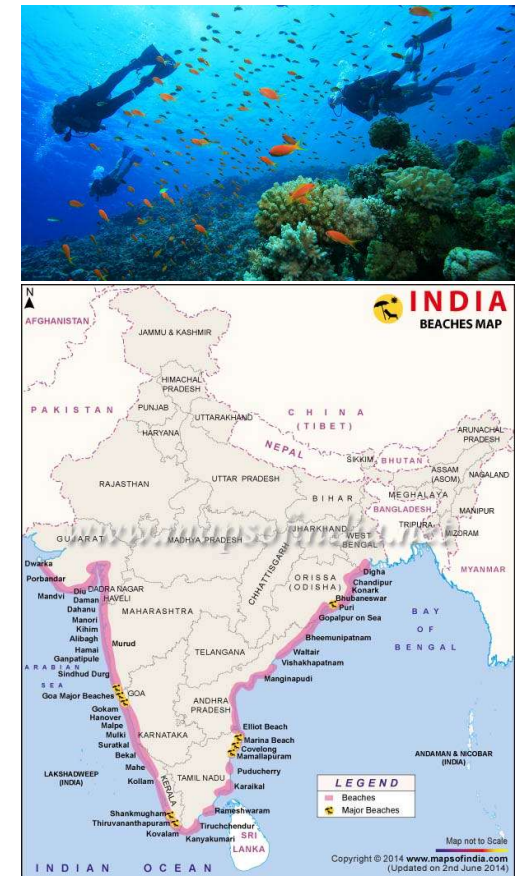 N
INDIA
BEACHES MAP
AFGHANISTAN
JAMMU & KASHMIR
HIMACHAL
PRADESH
PUNJAB
UTTARAKHAND
HARYANA
PAKISTAN
CHINA
(TIBET)
NEPAL
SIKKIM
BHUTAN
ARUNACHAL
PRADESH
ASSAM
(ASOM)
NAGALAND
MEGHALAYA
MANIPUR
BANGLADESH
TRIPURA
MIZORAM
MYANMAR
RAJASTHAN
UTTAR PRADESH
BIHAR
JHARKHAND
WEST
BENGAL
www.mapsofindia.net
GUJARAT
MADHYA PRADESH
CHHATTISGARH
ORISSA
(ODISHA)
DADRA NAGAR
HAVELI
MAHARASHTRA
TELANGANA
ANDHRA
PRADESH
GOA
KARNATAKA
TAMIL NADU
KERALA
Dwarka
Porbandar
Mandvi
Diu
Daman
Dahanu
Manori
Kihim
Alibagh
Hamai
Ganpatipule
Murud
Sindhud Durg
Goa Major Beaches
Gokarn
Hanover
Malpe
Mulki
Suratkal
Bekal
Mahe
Kollam
Shankmugham
Thiruvananthapuram
Kovalam
Kanyakumari
Tiruchchendur
Rameshwaram
Karaikal
Puducherry
Mamallapuram
Covelong
Marina Beach
Elliot Beach
Manginapudi
Vishakhapatnam
Waltair
Bheemunipatnam
Gopalpur on Sea
Puri
Bhubaneswar
Konark
Chandipur
Digha
ARABIAN
SEA
BAY
OF
BENGAL
LAKSHADWEEP
(INDIA)
ANDAMAN & NICOBAR
(INDIA)
SRI
LANKA
INDIAN OCEAN
LEGEND
Beaches
Major Beaches
Map not to Scale
Copyright © 2014 www.mapsofindia.com
(Updated on 2nd June 2014)